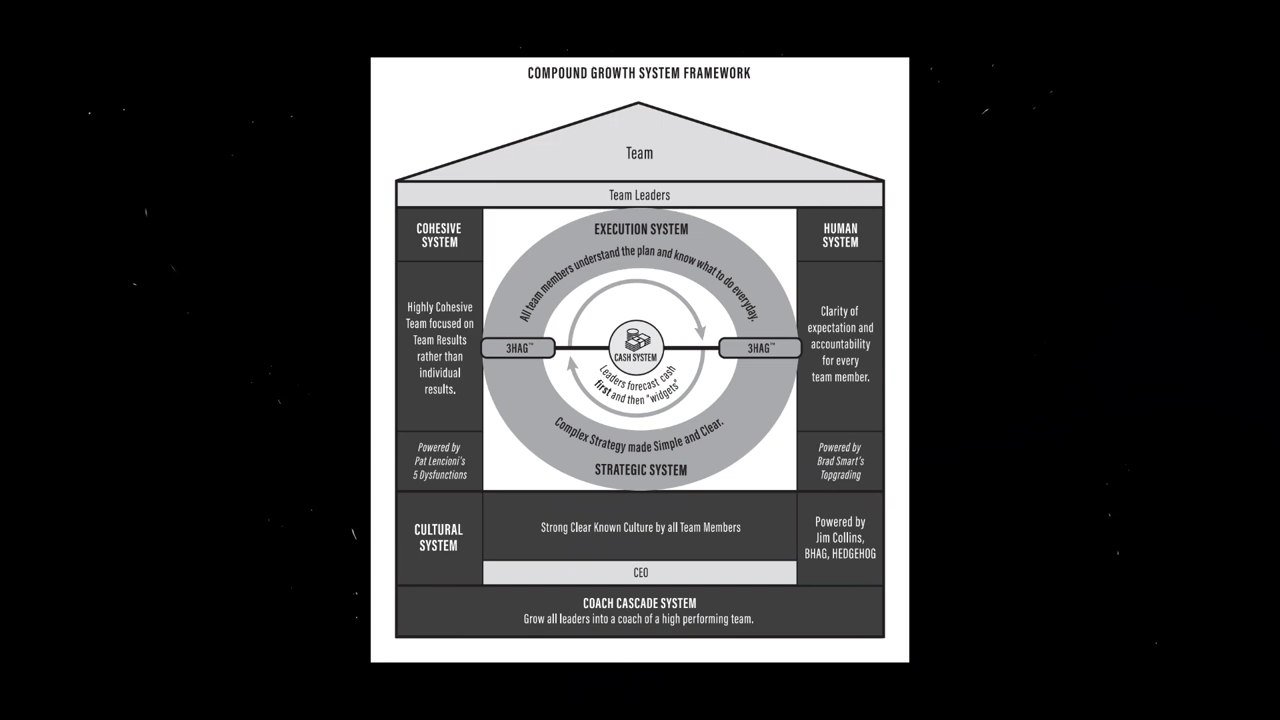 COMPOUND GROWTH SYSTEM FRAMEWORK
Team
Team Leaders
COHESIVE
SYSTEM
Highly Cohesive
Team focused on
Team Results
rather than
individual
results.
Powered by
Pat Lencioni's
5 Dysfunctions
EXECUTION SYSTEM
All team members understand the plan and know what to do everyday.
3HAG™
CASH SYSTEM
3HAG™
Leaders forecast cash
first and then "widgets"
Complex Strategy made Simple and Clear.
STRATEGIC SYSTEM
HUMAN
SYSTEM
Clarity of
expectation and
accountability
for every
team member.
Powered by
Brad Smart's
Topgrading
CULTURAL
SYSTEM
Strong Clear Known Culture by all Team Members
CEO
Powered by
Jim Collins,
BHAG, HEDGEHOG
COACH CASCADE SYSTEM
Grow all leaders into a coach of a high performing team.